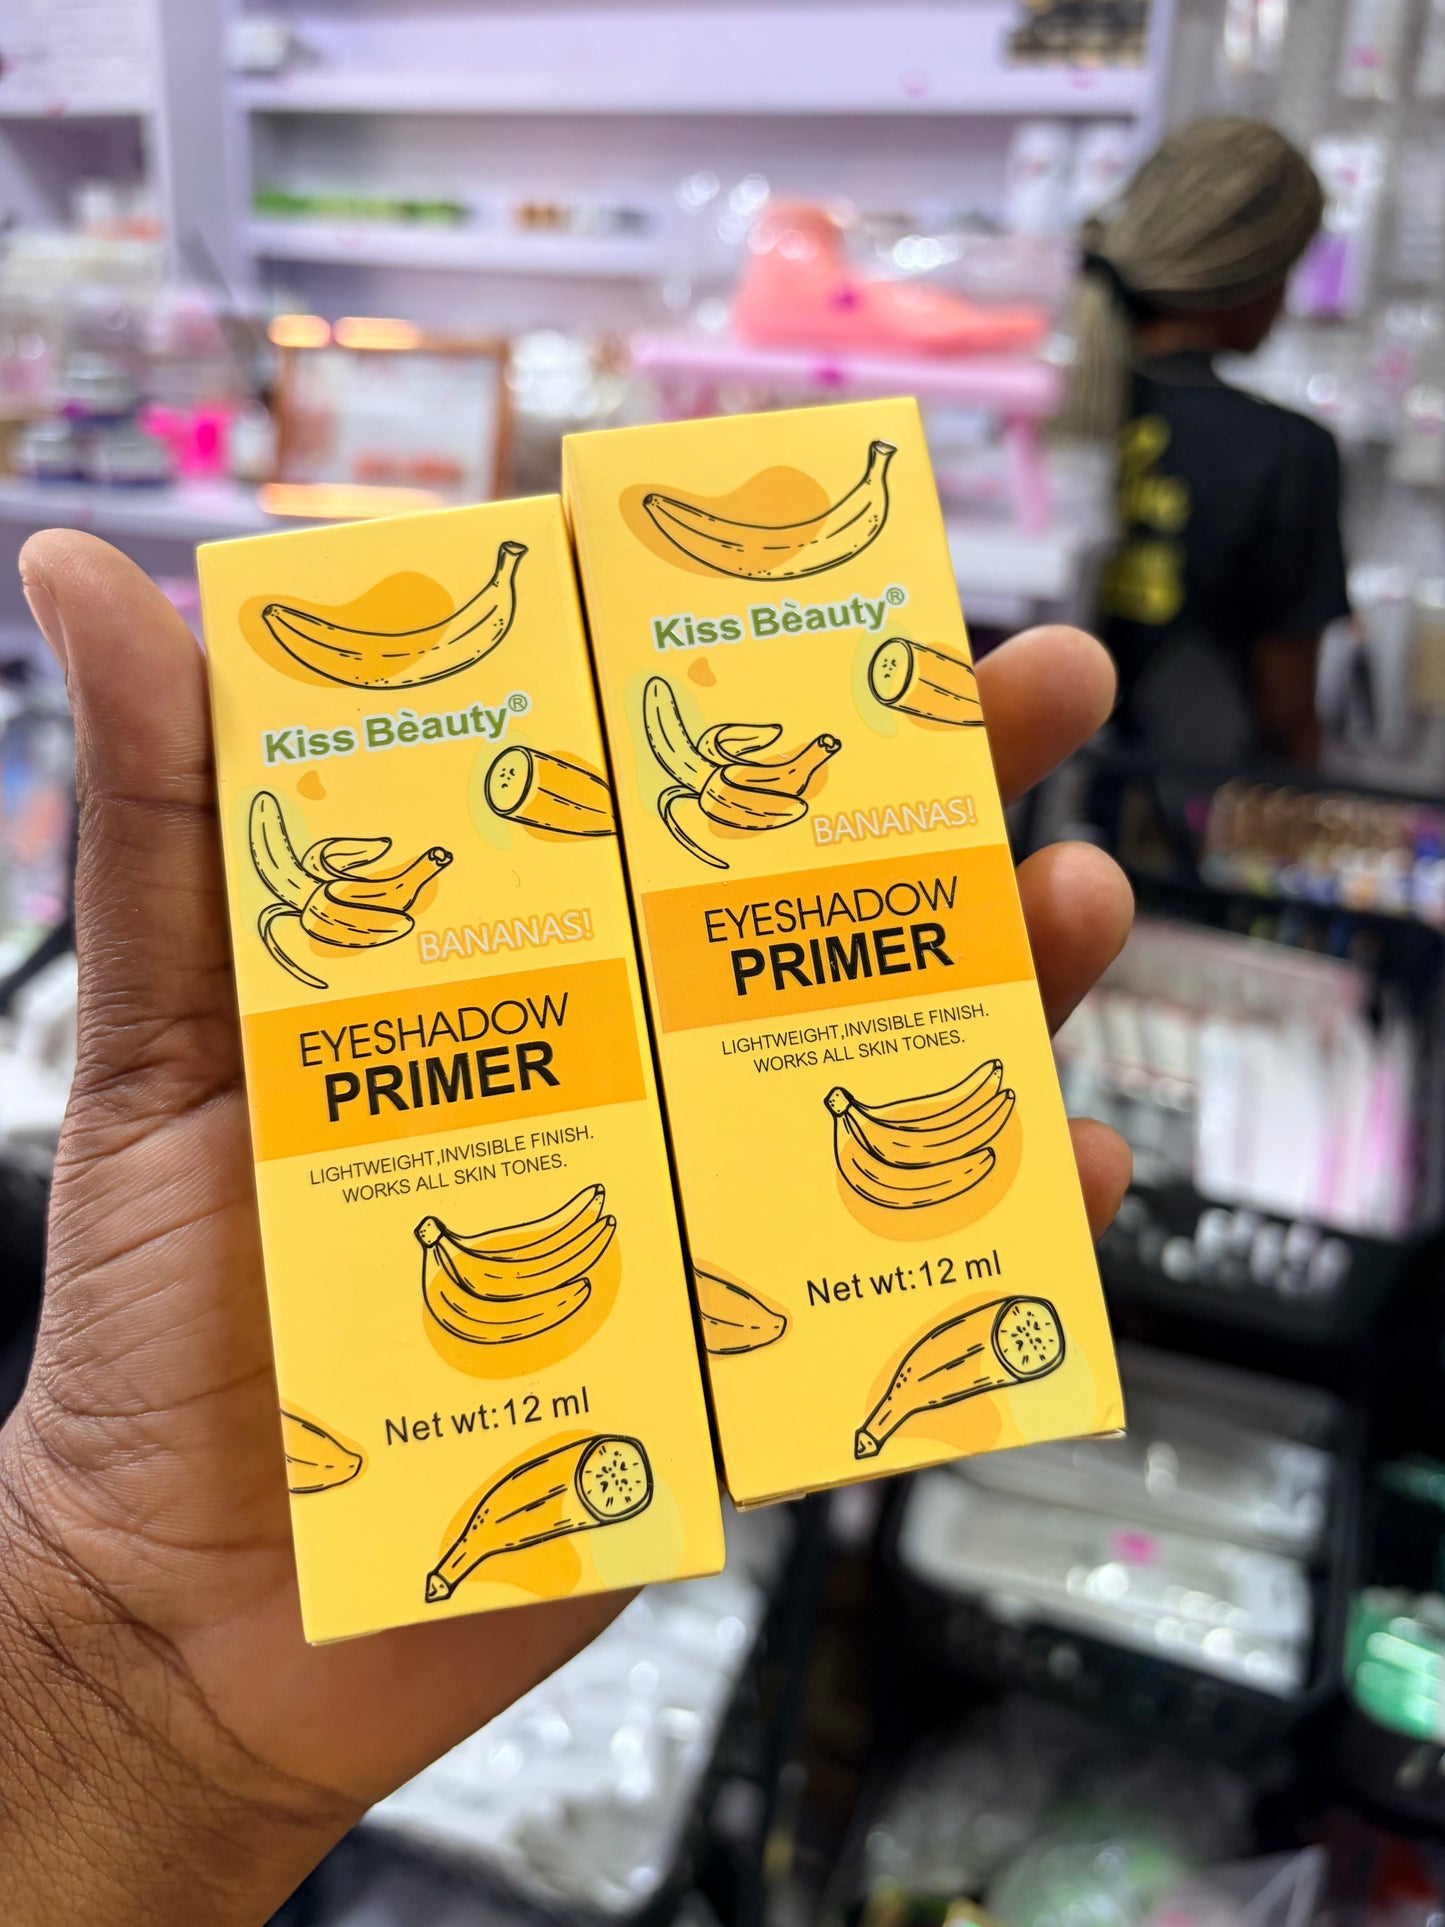 Kiss Bèauty®
BANANAS!
EYESHADOW
PRIMER
LIGHTWEIGHT,INVISIBLE FINISH.
WORKS ALL SKIN TONES.
Net wt:12 ml
Kiss Bèauty®
BANANAS!
EYESHADOW
PRIMER
LIGHTWEIGHT,INVISIBLE FINISH.
WORKS ALL SKIN TONES.
Net wt:12 ml